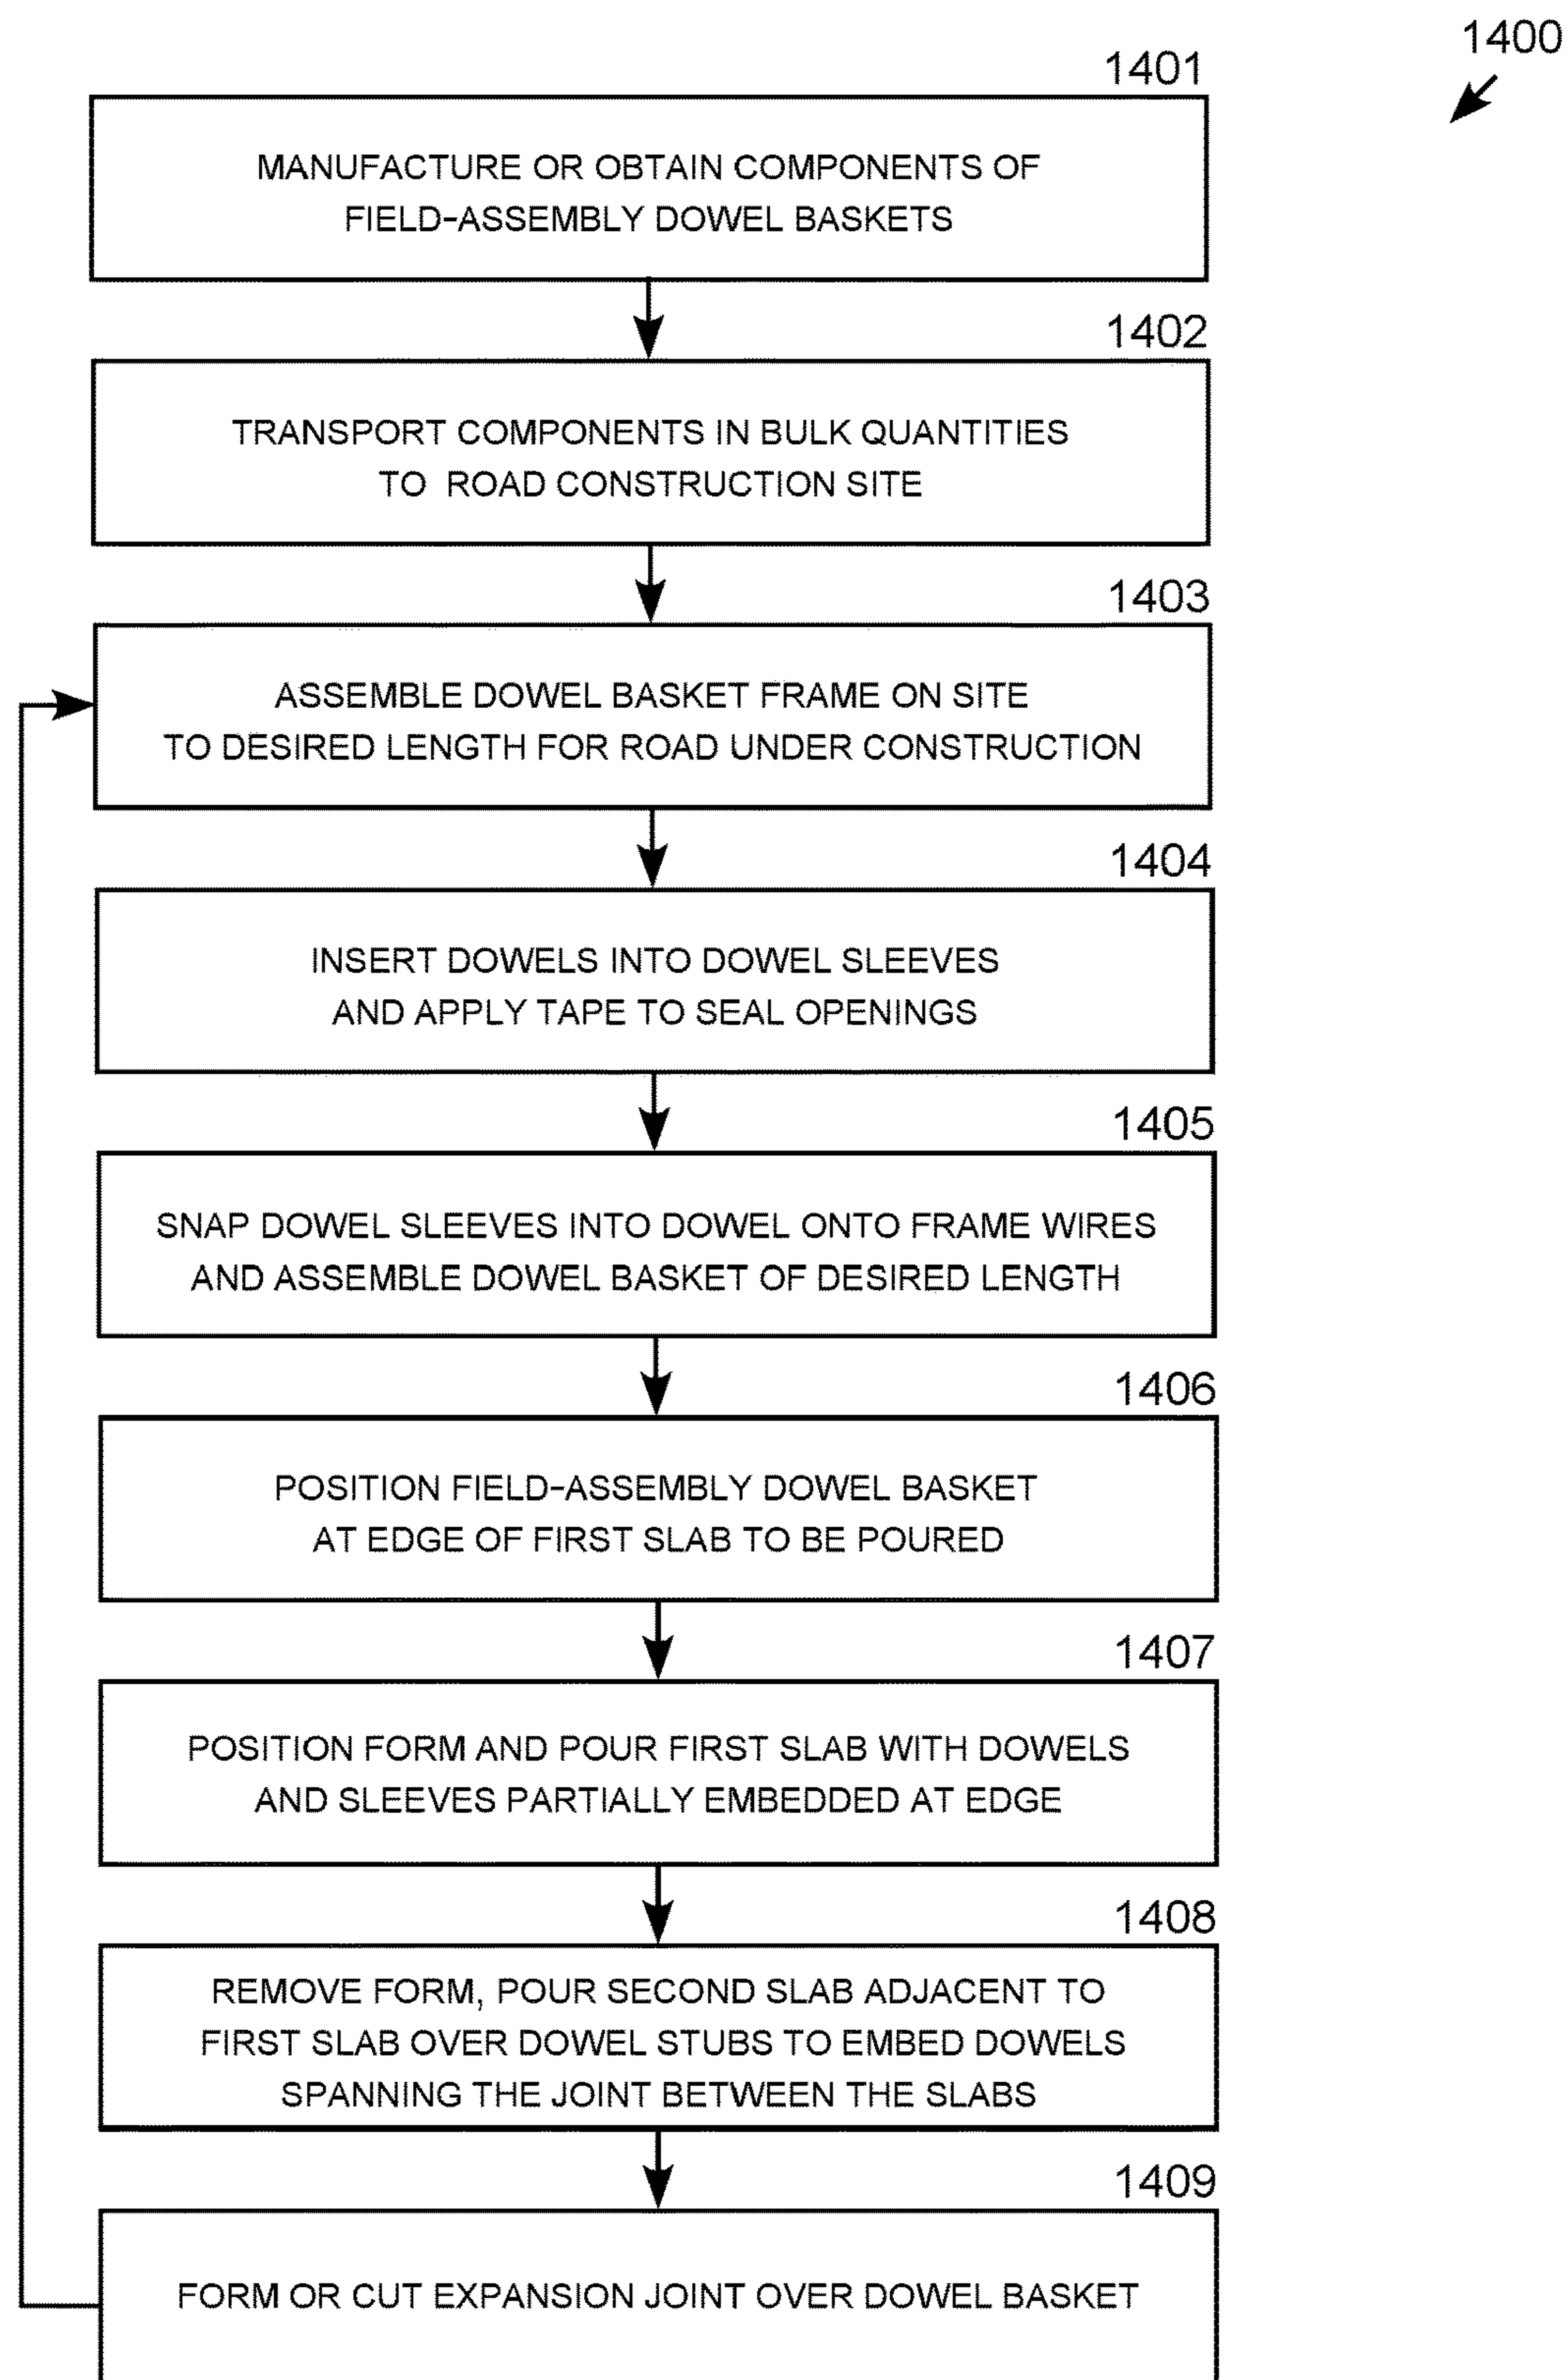 1400
1401
MANUFACTURE OR OBTAIN COMPONENTS OF
FIELD-ASSEMBLY DOWEL BASKETS
1402
TRANSPORT COMPONENTS IN BULK QUANTITIES
TO ROAD CONSTRUCTION SITE
1403
ASSEMBLE DOWEL BASKET FRAME ON SITE
TO DESIRED LENGTH FOR ROAD UNDER CONSTRUCTION
1404
INSERT DOWELS INTO DOWEL SLEEVES
AND APPLY TAPE TO SEAL OPENINGS
1405
SNAP DOWEL SLEEVES INTO DOWEL ONTO FRAME WIRES
AND ASSEMBLE DOWEL BASKET OF DESIRED LENGTH
1406
POSITION FIELD-ASSEMBLY DOWEL BASKET
AT EDGE OF FIRST SLAB TO BE POURED
1407
POSITION FORM AND POUR FIRST SLAB WITH DOWELS
AND SLEEVES PARTIALLY EMBEDDED AT EDGE
1408
REMOVE FORM, POUR SECOND SLAB ADJACENT TO
FIRST SLAB OVER DOWEL STUBS TO EMBED DOWELS
SPANNING THE JOINT BETWEEN THE SLABS
1409
FORM OR CUT EXPANSION JOINT OVER DOWEL BASKET